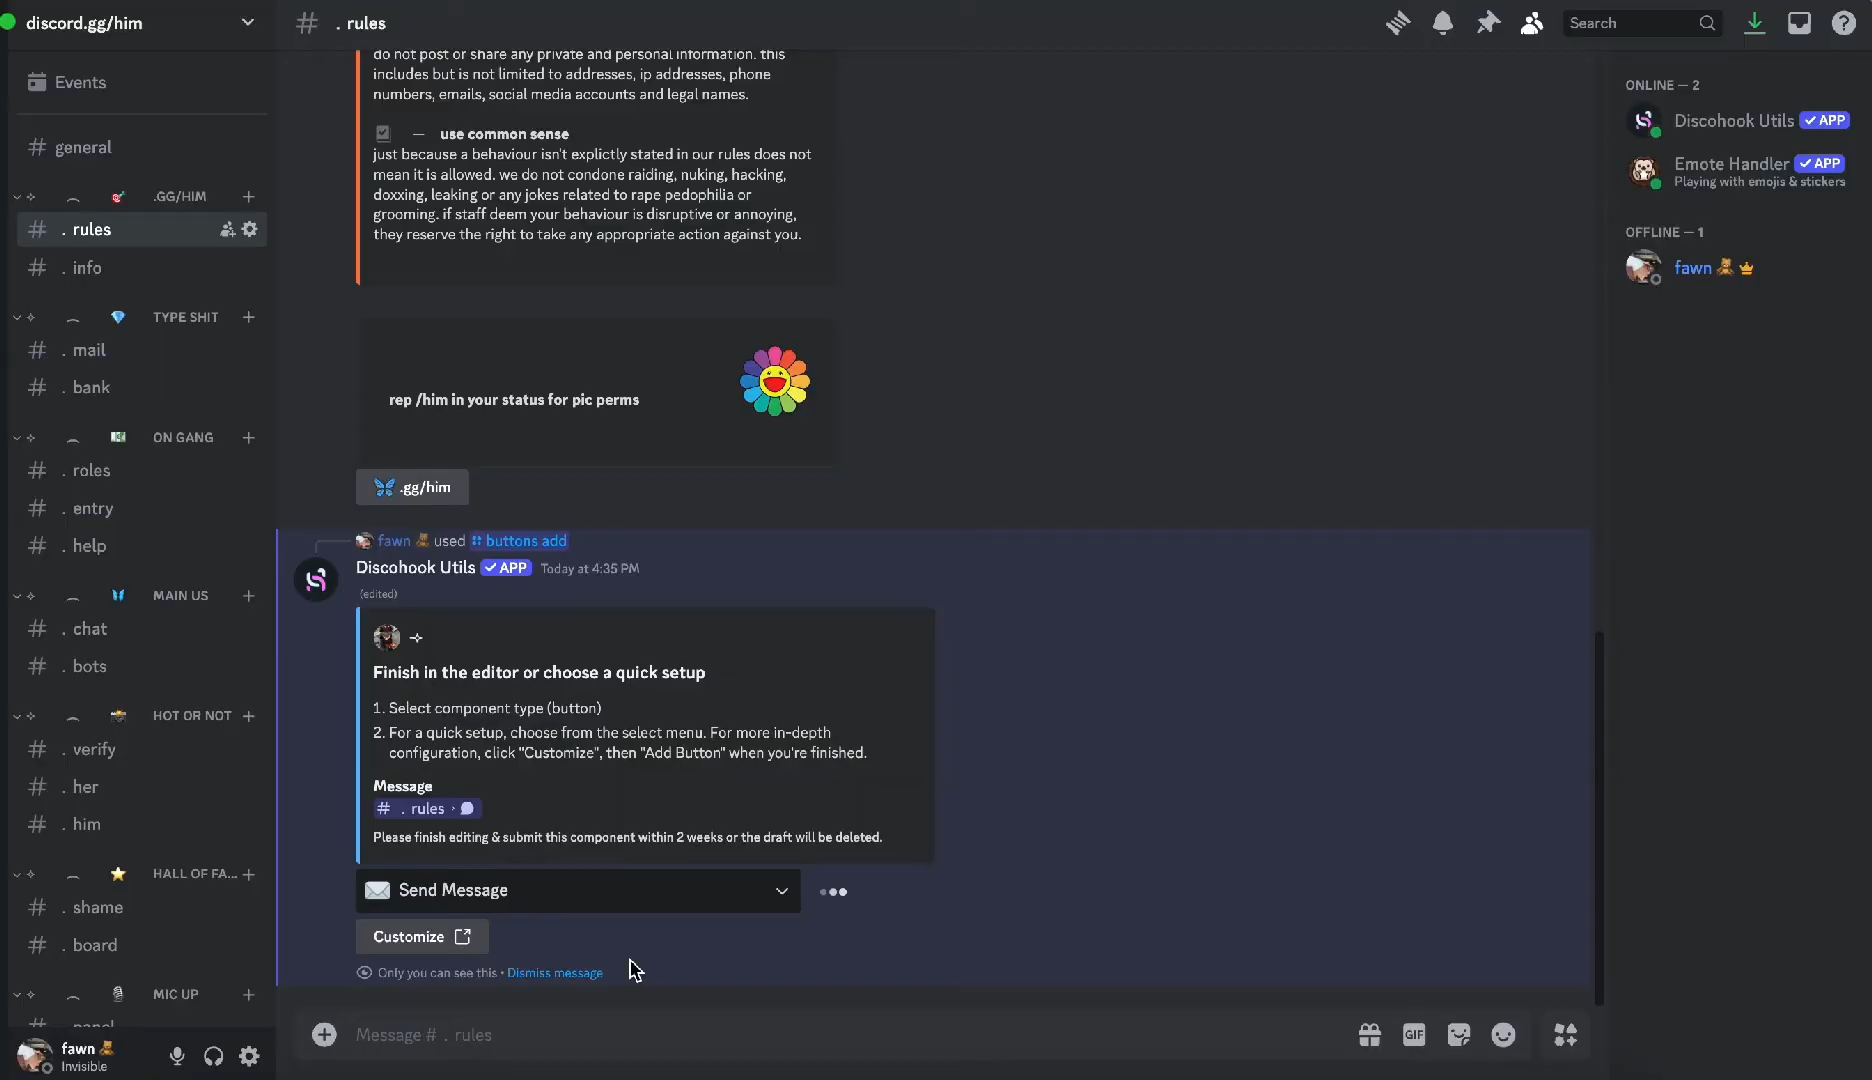 discord.gg/him
# . rules
Search
Events
# general
.GG/HIM
# . rules
# . info
TYPE SHIT
# . mail
# . bank
ON GANG
# . roles
# . entry
# . help
MAIN US
# . chat
# . bots
HOT OR NOT
# . verify
# . her
# . him
HALL OF FA...
# . shame
# . board
MIC UP
fawn
Invisible
do not post or share any private and personal information. this
includes but is not limited to addresses, ip addresses, phone
numbers, emails, social media accounts and legal names.
— use common sense
just because a behaviour isn't explictly stated in our rules does not
mean it is allowed. we do not condone raiding, nuking, hacking,
doxxing, leaking or any jokes related to rape pedophilia or
grooming. if staff deem your behaviour is disruptive or annoying,
they reserve the right to take any appropriate action against you.
rep /him in your status for pic perms
.gg/him
fawn used buttons add
Discohook Utils APP Today at 4:35 PM
(edited)
Finish in the editor or choose a quick setup
1. Select component type (button)
2. For a quick setup, choose from the select menu. For more in-depth
configuration, click "Customize", then "Add Button" when you're finished.
Message
# . rules ›
Please finish editing & submit this component within 2 weeks or the draft will be deleted.
Send Message
Customize
Only you can see this • Dismiss message
Message # . rules
GIF
ONLINE — 2
Discohook Utils APP
Emote Handler APP
Playing with emojis & stickers
OFFLINE — 1
fawn